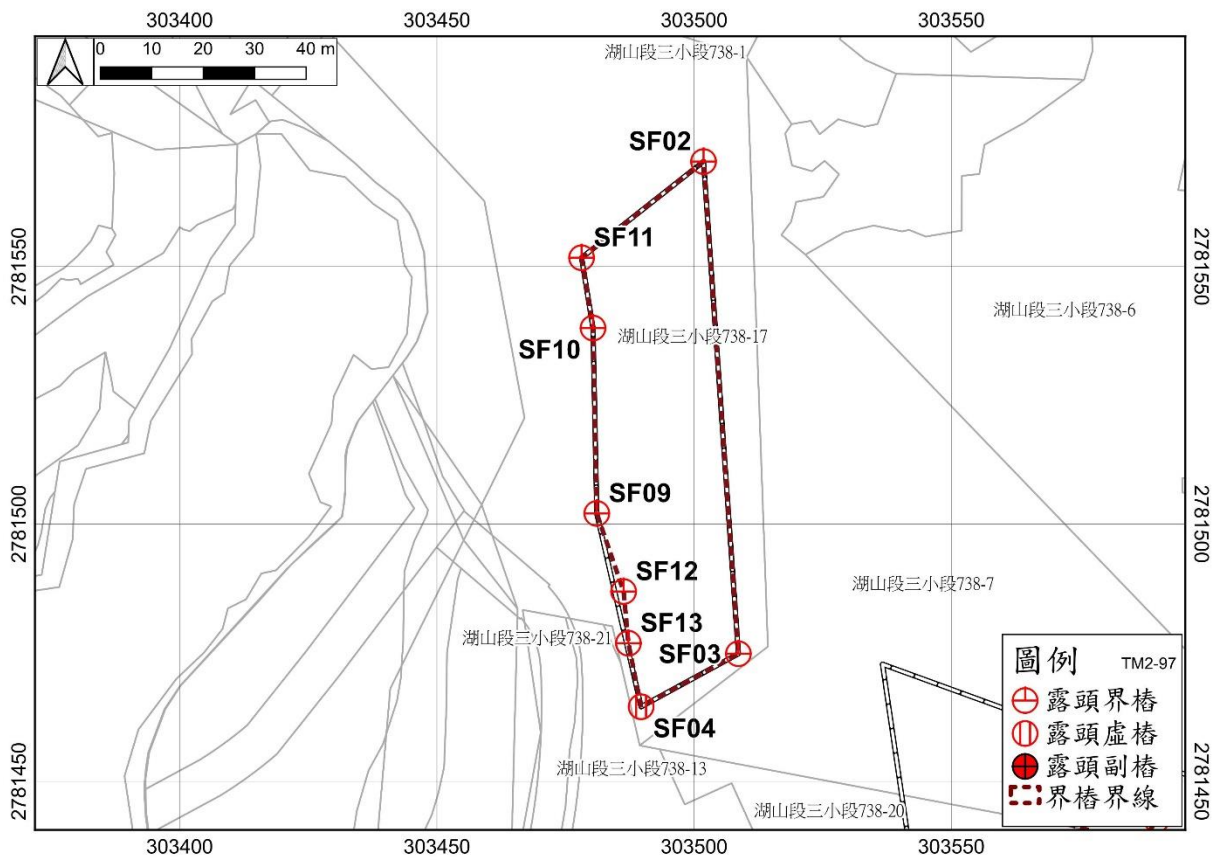 303400 303450 303500 303550
0 10 20 30 40 m
湖山段三小段738-1
SF02
SF11
2781550
2781550
湖山段三小段738-6
SF10
湖山段三小段738-17
SF09
2781500
2781500
SF12
湖山段三小段738-7
SF13
湖山段三小段738-21
SF03
圖例 TM2-97
露頭界樁
SF04
露頭虛樁
湖山段三小段738-13
露頭副樁
2781450
2781450
界樁界線
湖山段三小段738-20
303400 303450 303500 303550